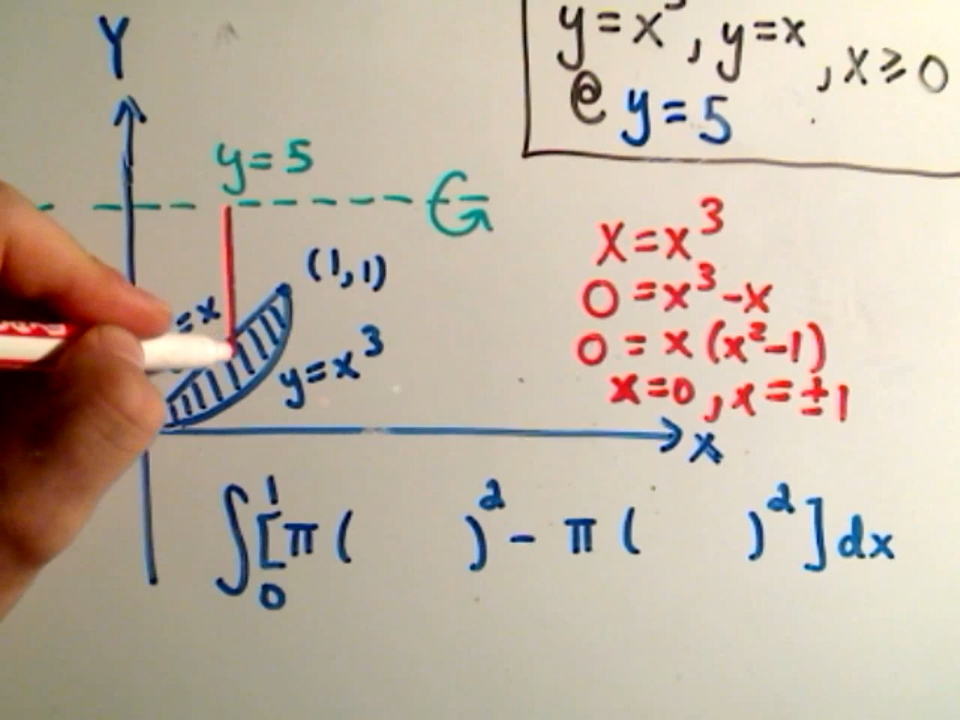 y=x³, y=x, x≥0
@ y=5
Y
y=5
(1,1)
=x
y=x³
x
x=x³
0=x³-x
0=x(x²-1)
x=0, x=±1
∫₀¹[π( )²- π( )²]dx